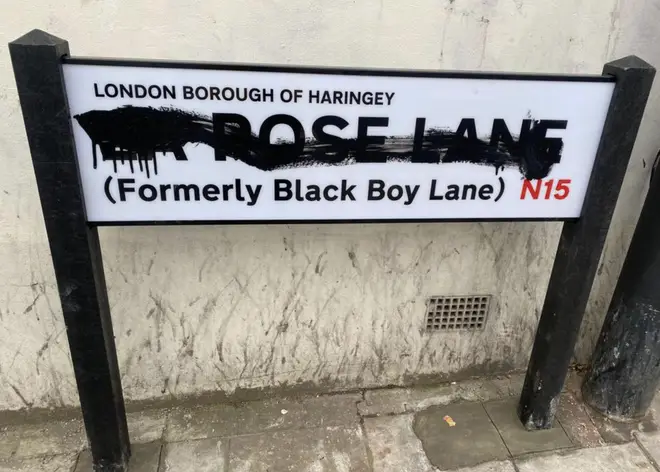 LONDON BOROUGH OF HARINGEY
ROSE LANE
(Formerly Black Boy Lane) N15